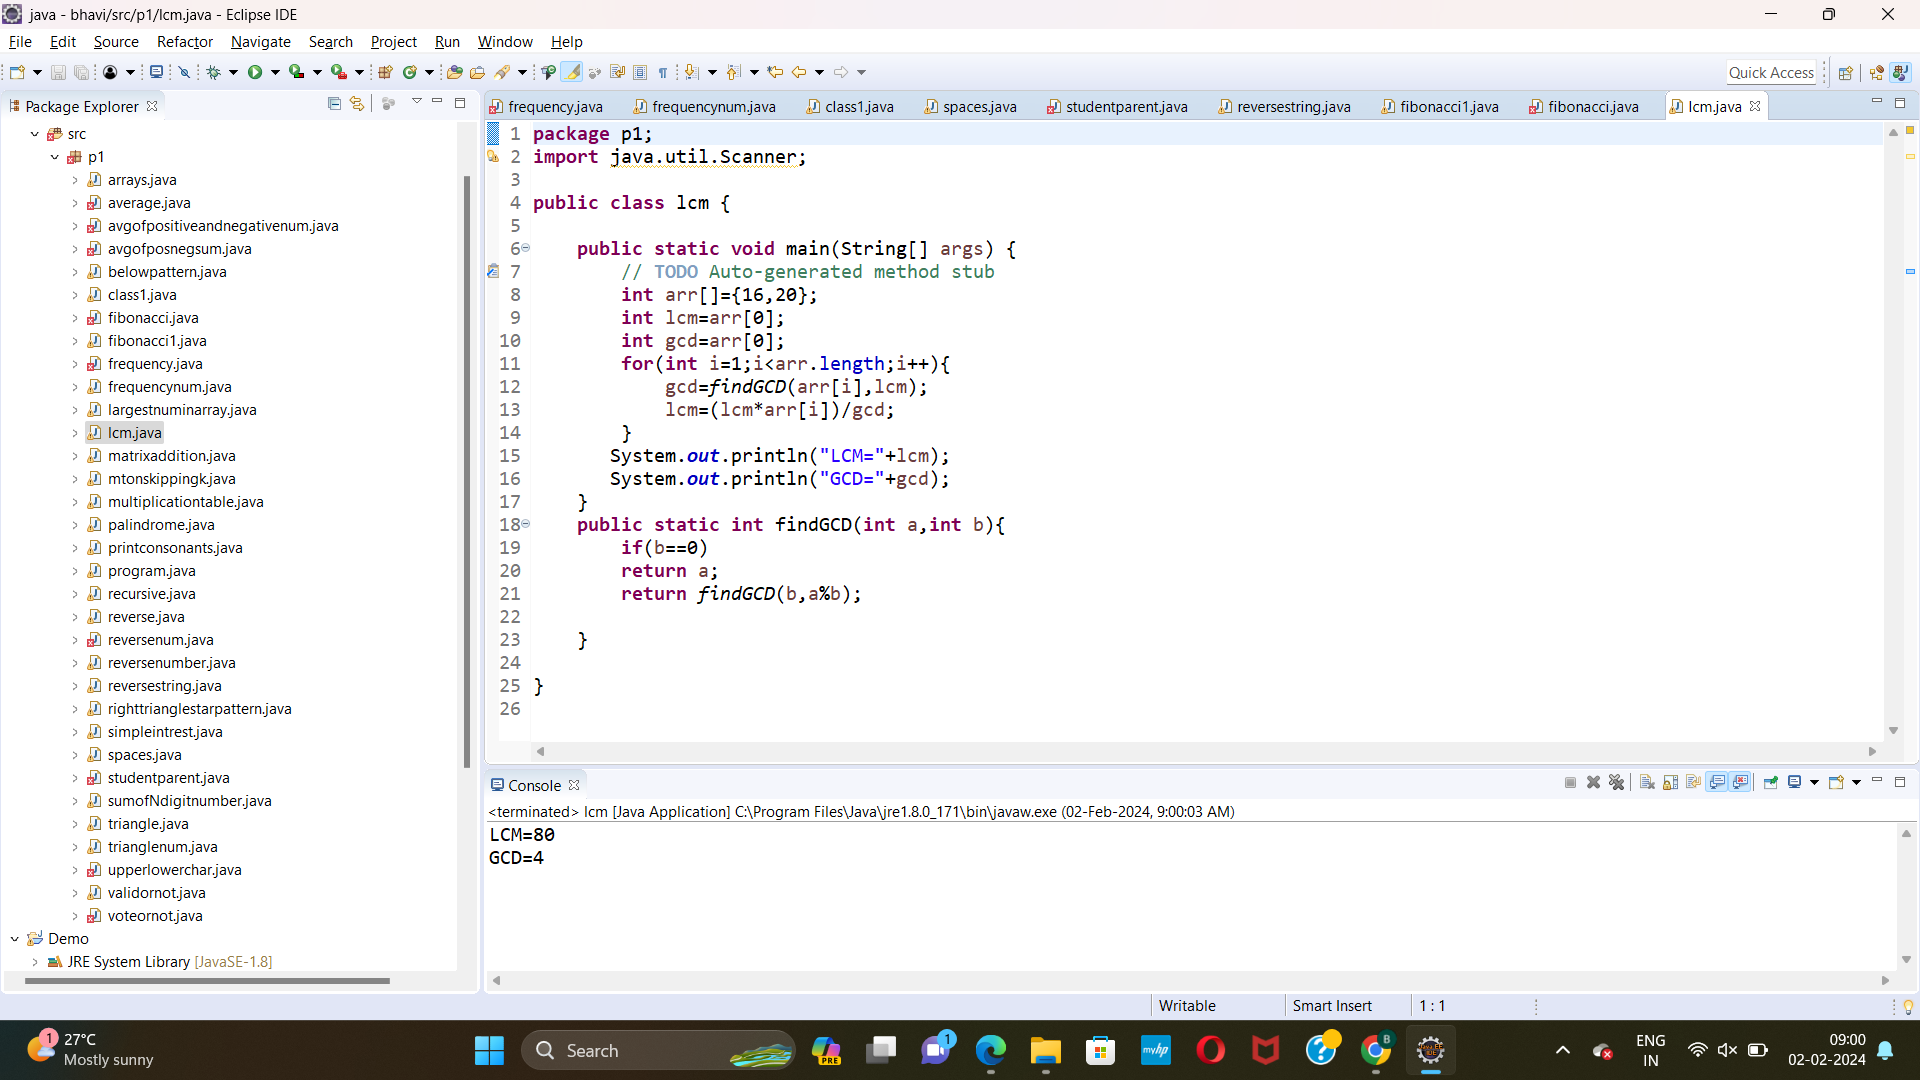 java - bhavi/src/p1/lcm.java - Eclipse IDE
File Edit Source Refactor Navigate Search Project Run Window Help
Quick Access
Package Explorer
src
p1
arrays.java
average.java
avgofpositiveandnegativenum.java
avgofposnegsum.java
belowpattern.java
class1.java
fibonacci.java
fibonacci1.java
frequency.java
frequencynum.java
largestnuminarray.java
lcm.java
matrixaddition.java
mtonskippingk.java
multiplicationtable.java
palindrome.java
printconsonants.java
program.java
recursive.java
reverse.java
reversenum.java
reversenumber.java
reversestring.java
righttrianglestarpattern.java
simpleintrest.java
spaces.java
studentparent.java
sumofNdigitnumber.java
triangle.java
trianglenum.java
upperlowerchar.java
validornot.java
voteornot.java
Demo
JRE System Library [JavaSE-1.8]
frequency.java frequencynum.java class1.java spaces.java studentparent.java reversestring.java fibonacci1.java fibonacci.java lcm.java
1 package p1;
2 import java.util.Scanner;
3
4 public class lcm {
5
6 public static void main(String[] args) {
7 // TODO Auto-generated method stub
8 int arr[]={16,20};
9 int lcm=arr[0];
10 int gcd=arr[0];
11 for(int i=1;i<arr.length;i++){
12 gcd=findGCD(arr[i],lcm);
13 lcm=(lcm*arr[i])/gcd;
14 }
15 System.out.println("LCM="+lcm);
16 System.out.println("GCD="+gcd);
17 }
18 public static int findGCD(int a,int b){
19 if(b==0)
20 return a;
21 return findGCD(b,a%b);
22
23 }
24
25 }
26
Console
<terminated> lcm [Java Application] C:\Program Files\Java\jre1.8.0_171\bin\javaw.exe (02-Feb-2024, 9:00:03 AM)
LCM=80
GCD=4
Writable Smart Insert 1 : 1
1
27°C
Mostly sunny
Search
PRE
1
myhp
B
ENG
IN
09:00
02-02-2024